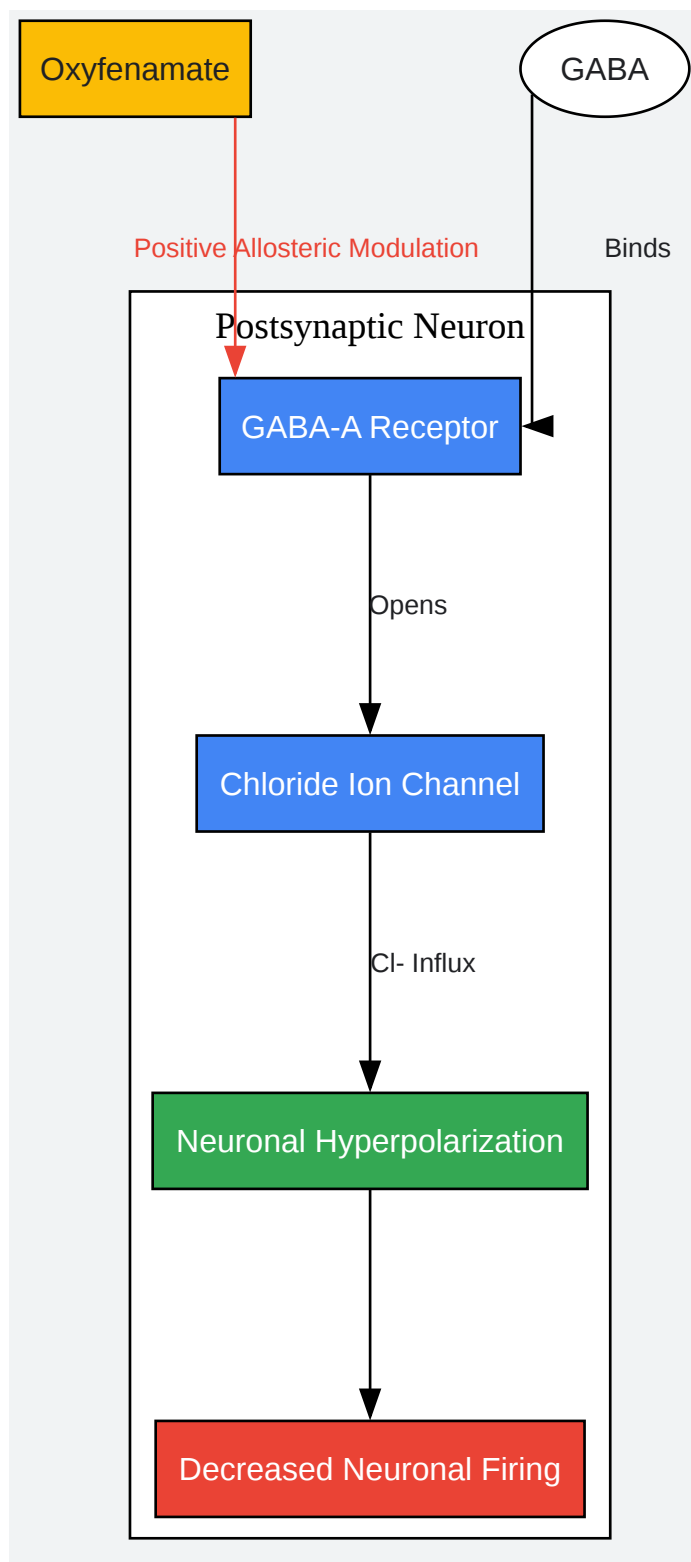 Oxyfenamate
GABA
Positive Allosteric Modulation
Binds
Postsynaptic Neuron
GABA-A Receptor
Opens
Chloride Ion Channel
Cl- Influx
Neuronal Hyperpolarization
Decreased Neuronal Firing